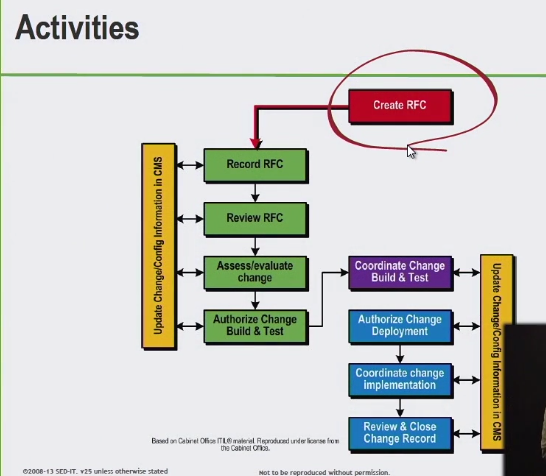 Activities
Create RFC
Update Change/Config Information in CMS
Record RFC
Review RFC
Assess/evaluate
change
Authorize Change
Build & Test
Coordinate Change
Build & Test
Authorize Change
Deployment
Coordinate change
implementation
Review & Close
Change Record
Update Change/Config Information in CMS
Based on Cabinet Office ITIL® material. Reproduced under license from
the Cabinet Office.
©2008-13 SED-IT, v25 unless otherwise stated
Not to be reproduced without permission.